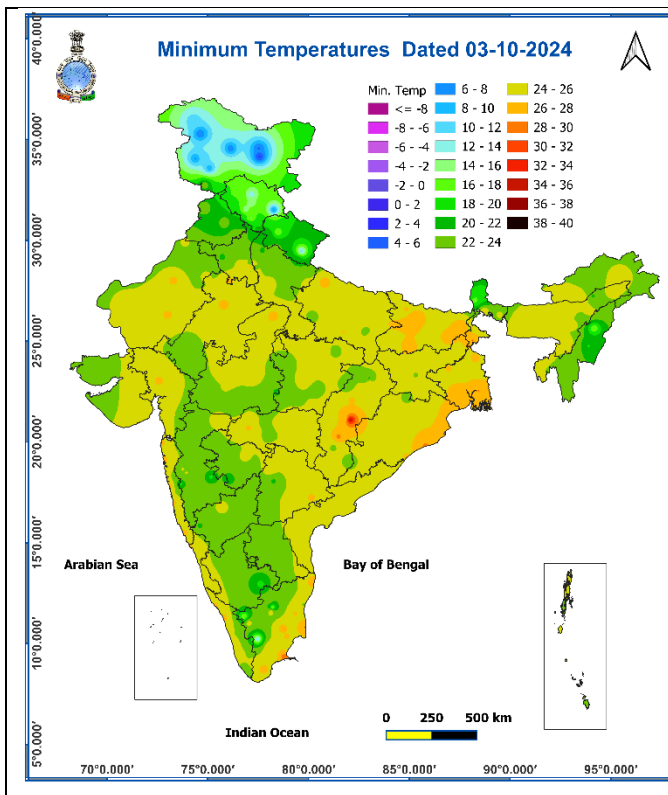 Minimum Temperatures Dated 03-10-2024
Min. Temp
<= -8
-8 - -6
-6 - -4
-4 - -2
-2 - 0
0 - 2
2 - 4
4 - 6
6 - 8
8 - 10
10 - 12
12 - 14
14 - 16
16 - 18
18 - 20
20 - 22
22 - 24
24 - 26
26 - 28
28 - 30
30 - 32
32 - 34
34 - 36
36 - 38
38 - 40
40°0.000'
35°0.000'
30°0.000'
25°0.000'
20°0.000'
15°0.000'
10°0.000'
5°0.000'
Arabian Sea
Bay of Bengal
Indian Ocean
0 250 500 km
70°0.000' 75°0.000' 80°0.000' 85°0.000' 90°0.000' 95°0.000'